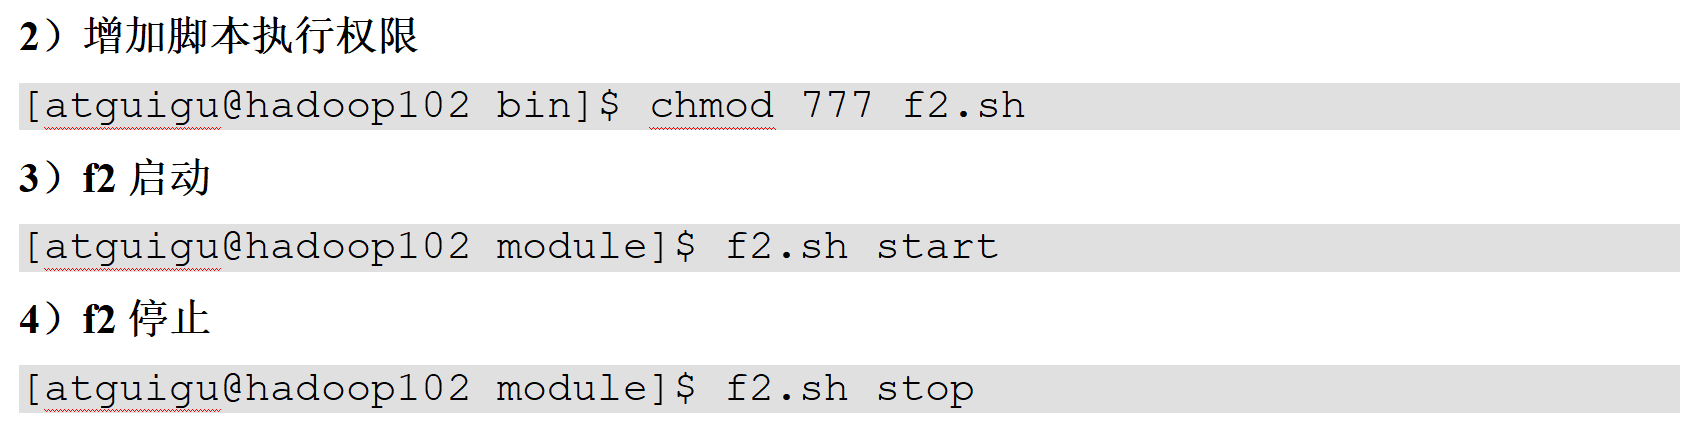 2）增加脚本执行权限
[atguigu@hadoop102 bin]$ chmod 777 f2.sh
3）f2 启动
[atguigu@hadoop102 module]$ f2.sh start
4）f2 停止
[atguigu@hadoop102 module]$ f2.sh stop